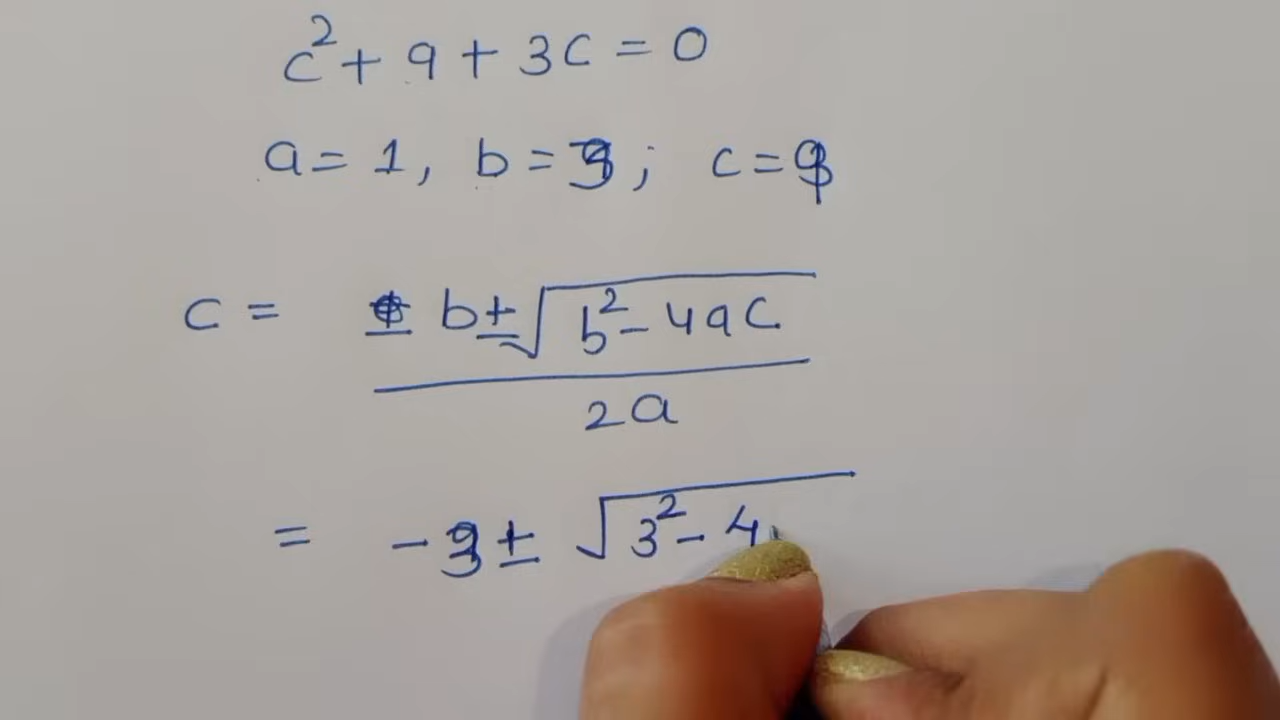 c² + 9 + 3c = 0
a = 1, b = 3; c = 9
c = - b ± √(b² - 4ac) / 2a
= - 3 ± √(3² - 4